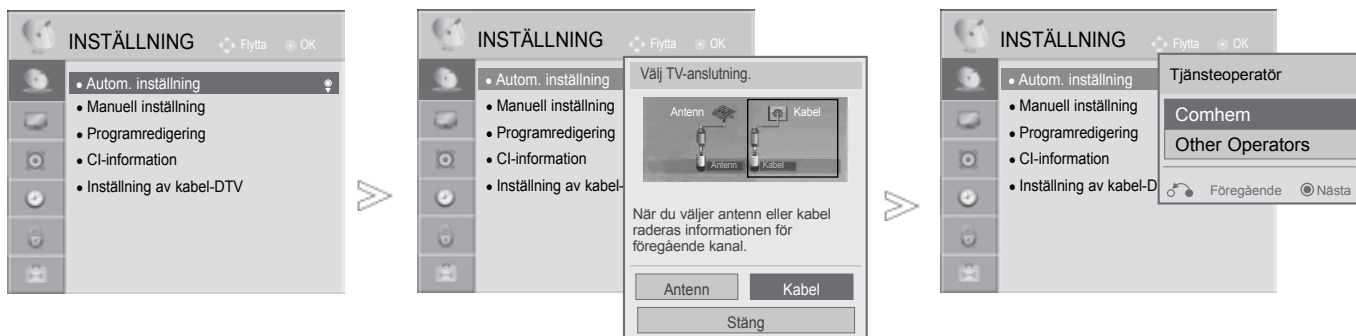 INSTÄLLNING Flytta OK
• Autom. inställning
• Manuell inställning
• Programredigering
• CI-information
• Inställning av kabel-DTV
INSTÄLLNING Flytta OK
• Autom. inställning
• Manuell inställning
• Programredigering
• CI-information
• Inställning av kabel-
Välj TV-anslutning.
Antenn Kabel
Antenn Kabel
När du väljer antenn eller kabel
raderas informationen för
föregående kanal.
Antenn Kabel
Stäng
INSTÄLLNING Flytta OK
• Autom. inställning
• Manuell inställning
• Programredigering
• CI-information
• Inställning av kabel-D
Tjänsteoperatör
Comhem
Other Operators
Föregående Nästa